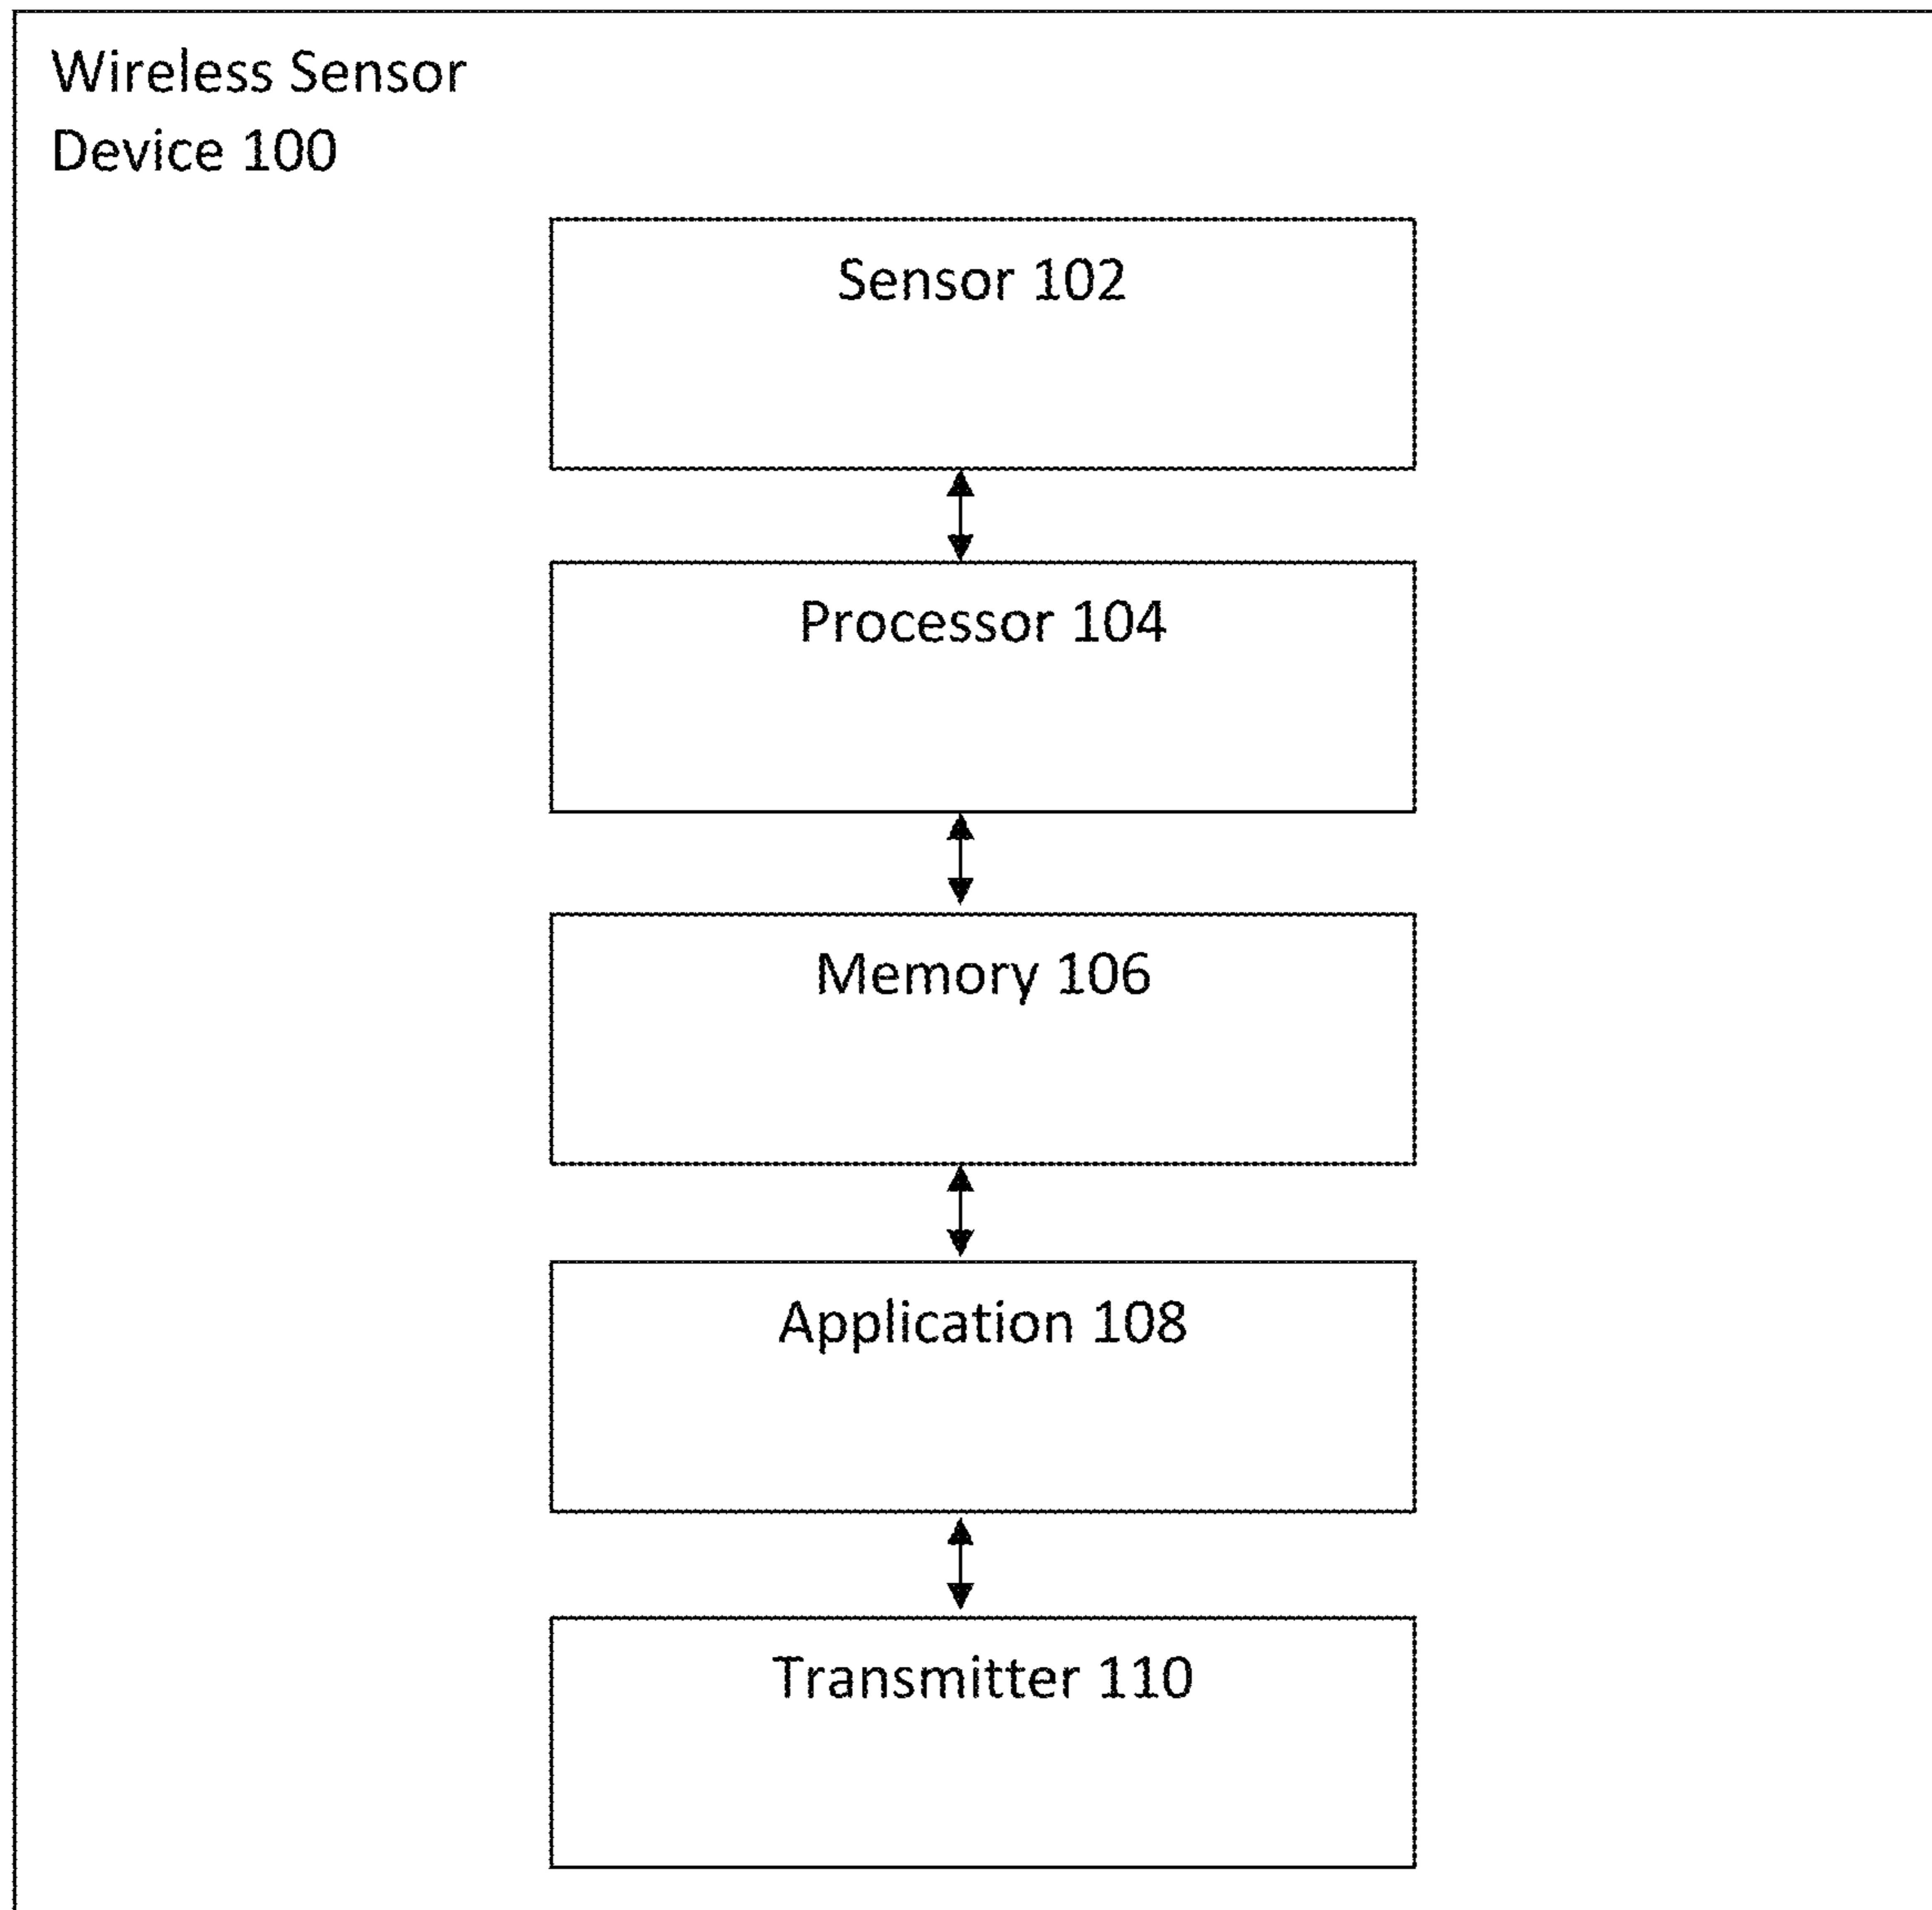 Wireless Sensor
Device 100
Sensor 102
Processor 104
Memory 106
Application 108
Transmitter 110